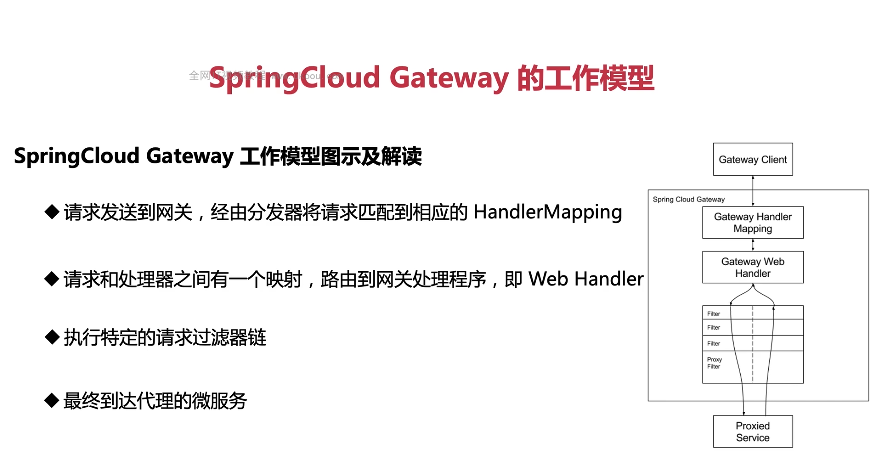 SpringCloud Gateway 的工作模型
SpringCloud Gateway 工作模型图示及解读
◆ 请求发送到网关，经由分发器将请求匹配到相应的 HandlerMapping
◆ 请求和处理器之间有一个映射，路由到网关处理程序，即 Web Handler
◆ 执行特定的请求过滤器链
◆ 最终到达代理的微服务
Gateway Client
Spring Cloud Gateway
Gateway Handler
Mapping
Gateway Web
Handler
Filter
Filter
Filter
Proxy
Filter
Proxied
Service